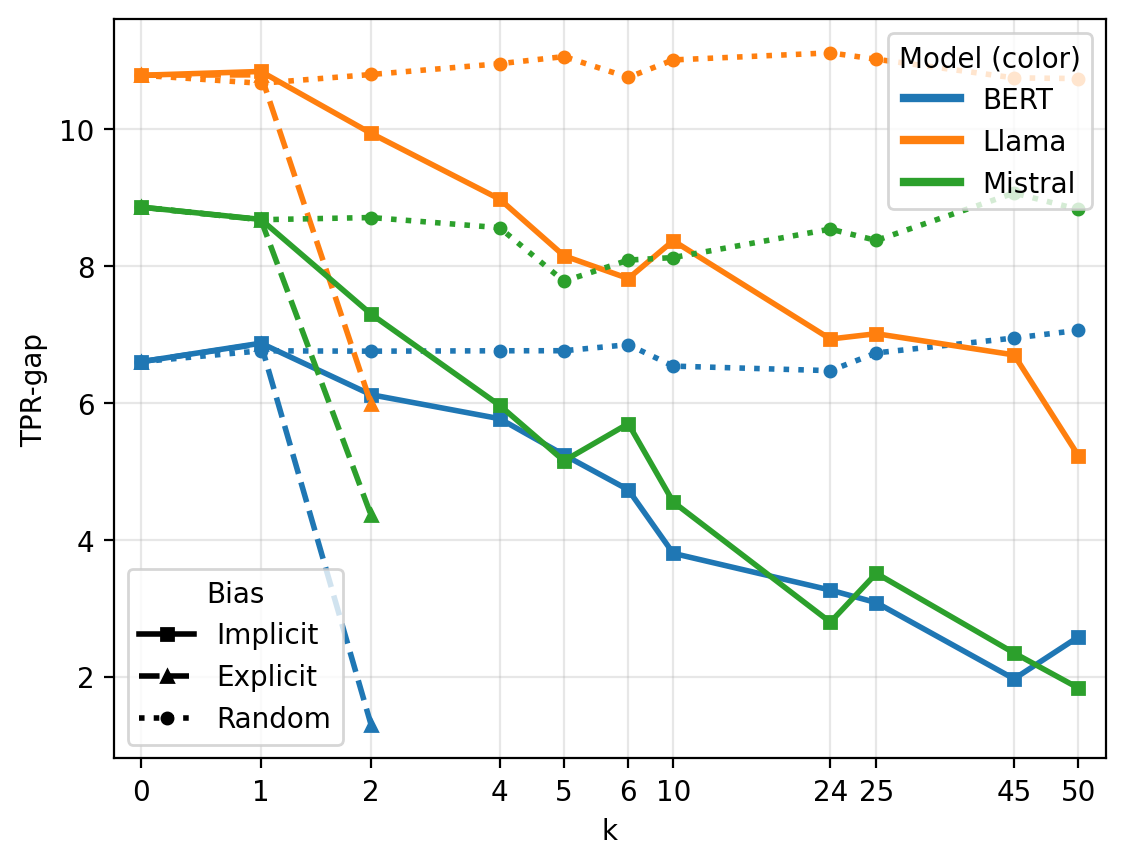 Model (color)
BERT
Llama
Mistral
TPR-gap
10
8
6
4
2
Bias
Implicit
Explicit
Random
0 1 2 4 5 6 10 24 25 45 50
k